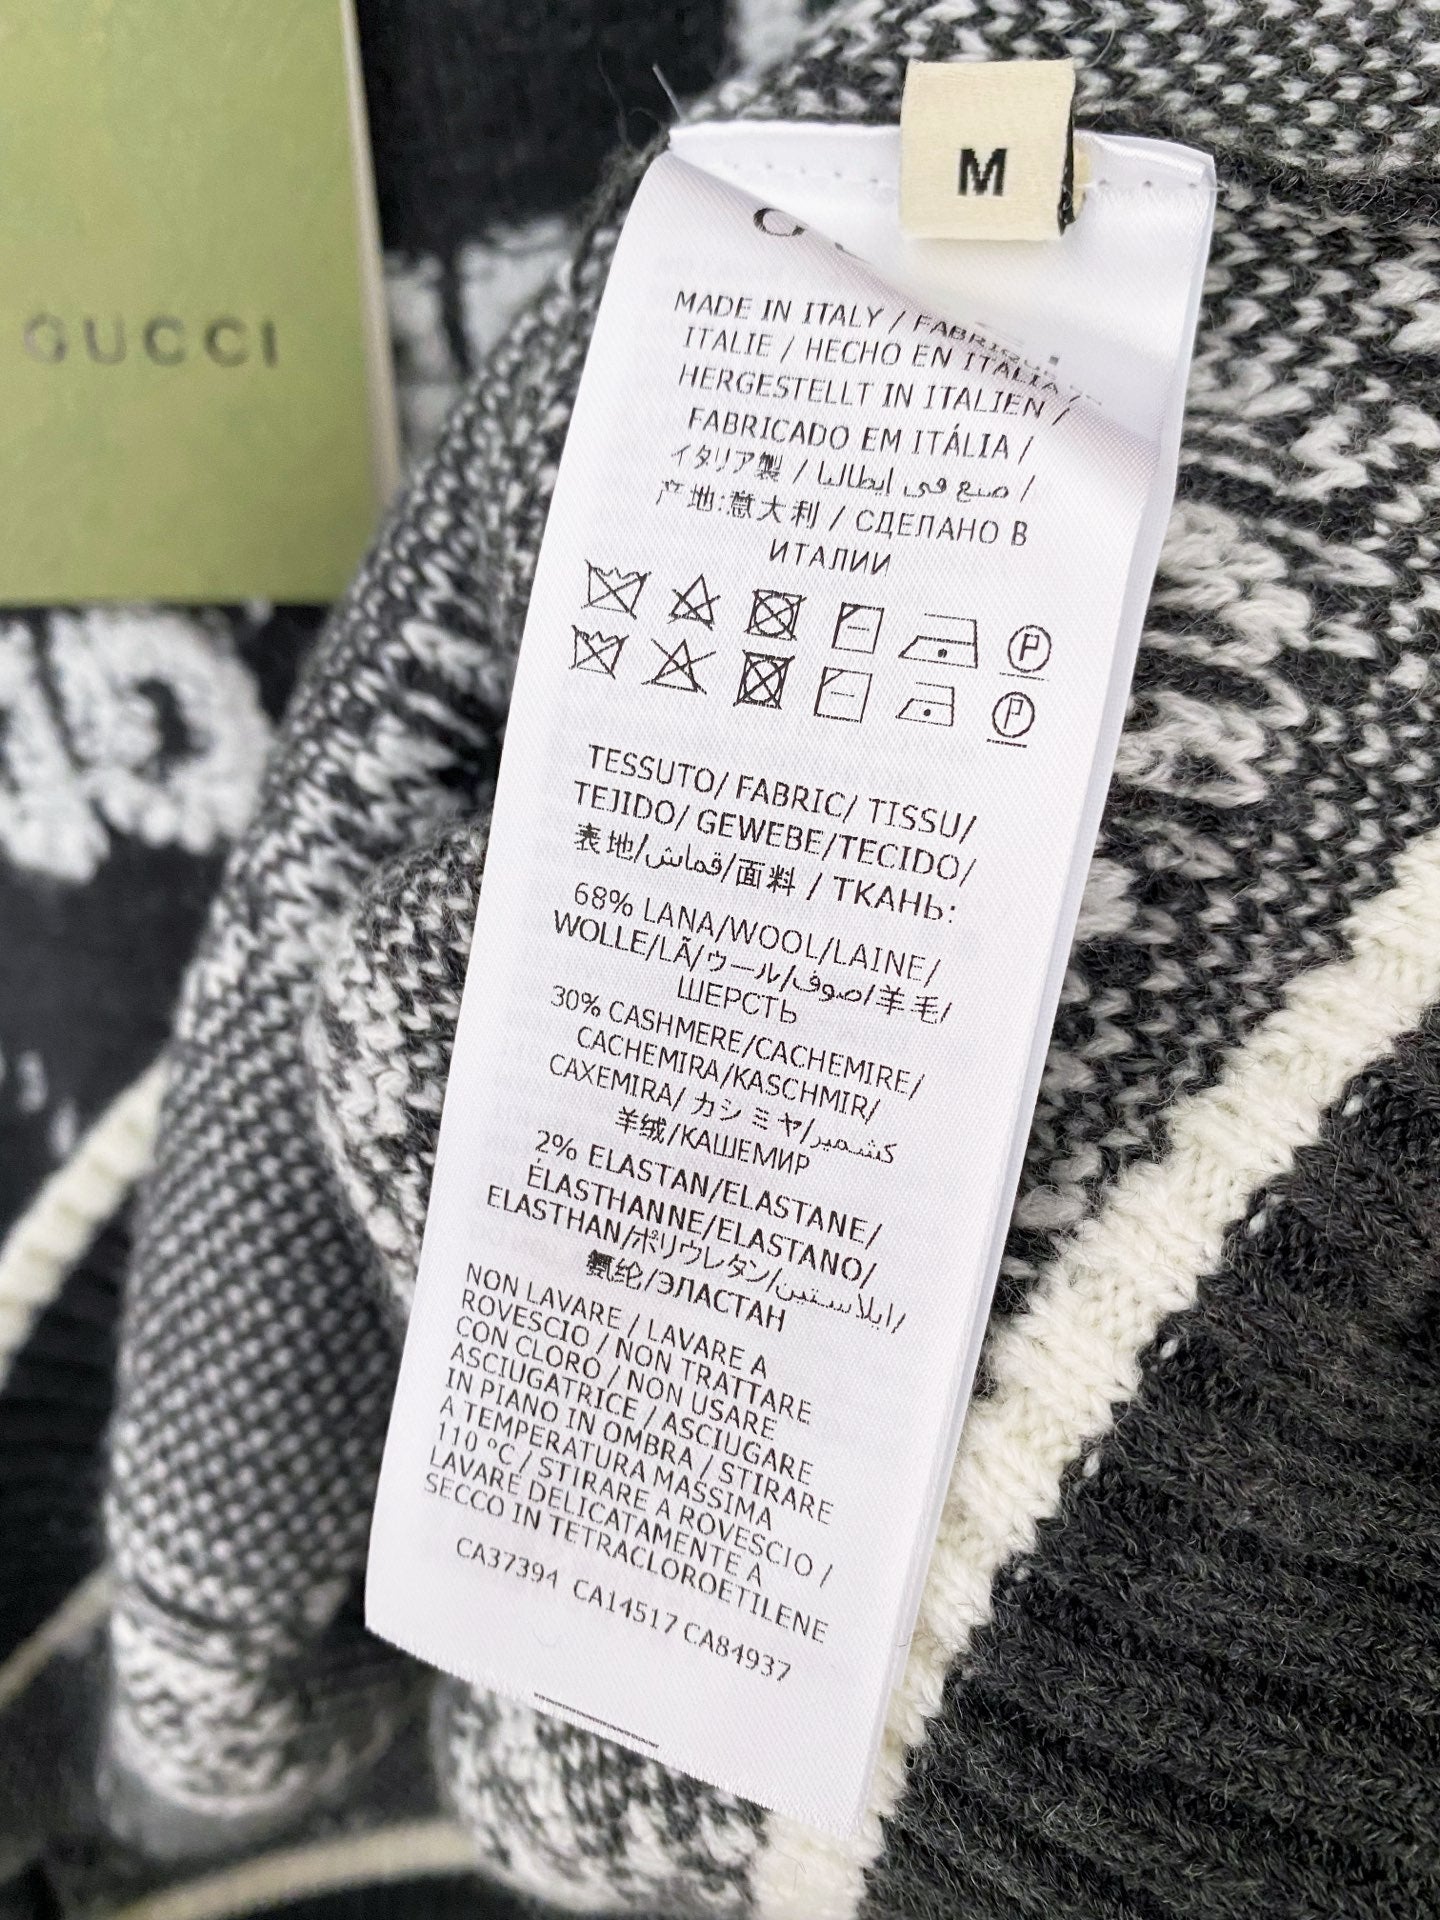 GUCCI
M
MADE IN ITALY / FABRIQUÉ
ITALIE / HECHO EN ITALIA /
HERGESTELLT IN ITALIEN /
FABRICADO EM ITÁLIA /
イタリア製 / صنع في إيطاليا /
产地:意大利 / СДЕЛАНО В
ИТАЛИИ
P
P
TESSUTO/ FABRIC/ TISSU/
TEJIDO/ GEWEBE/TECIDO/
表地/قماش/面料 / ТКАНЬ:
68% LANA/WOOL/LAINE/
WOLLE/LÃ/ウール/صوف/羊毛/
ШЕРСТЬ
30% CASHMERE/CACHEMIRE/
CACHEMIRA/KASCHMIR/
CAXEMIRA/ カシミヤ/كشمير
羊绒/КАШЕМИР
2% ELASTAN/ELASTANE/
ÉLASTHANNE/ELASTANO/
ELASTHAN/ポリウレタン/إيلاستين/
氨纶/ЭЛАСТАН
NON LAVARE / LAVARE A
ROVESCIO / NON TRATTARE
CON CLORO / NON USARE
ASCIUGATRICE / ASCIUGARE
IN PIANO IN OMBRA / STIRARE
A TEMPERATURA MASSIMA
110 ºC / STIRARE A ROVESCIO /
LAVARE DELICATAMENTE A
SECCO IN TETRACLOROETILENE
CA37394 CA14517 CA84937